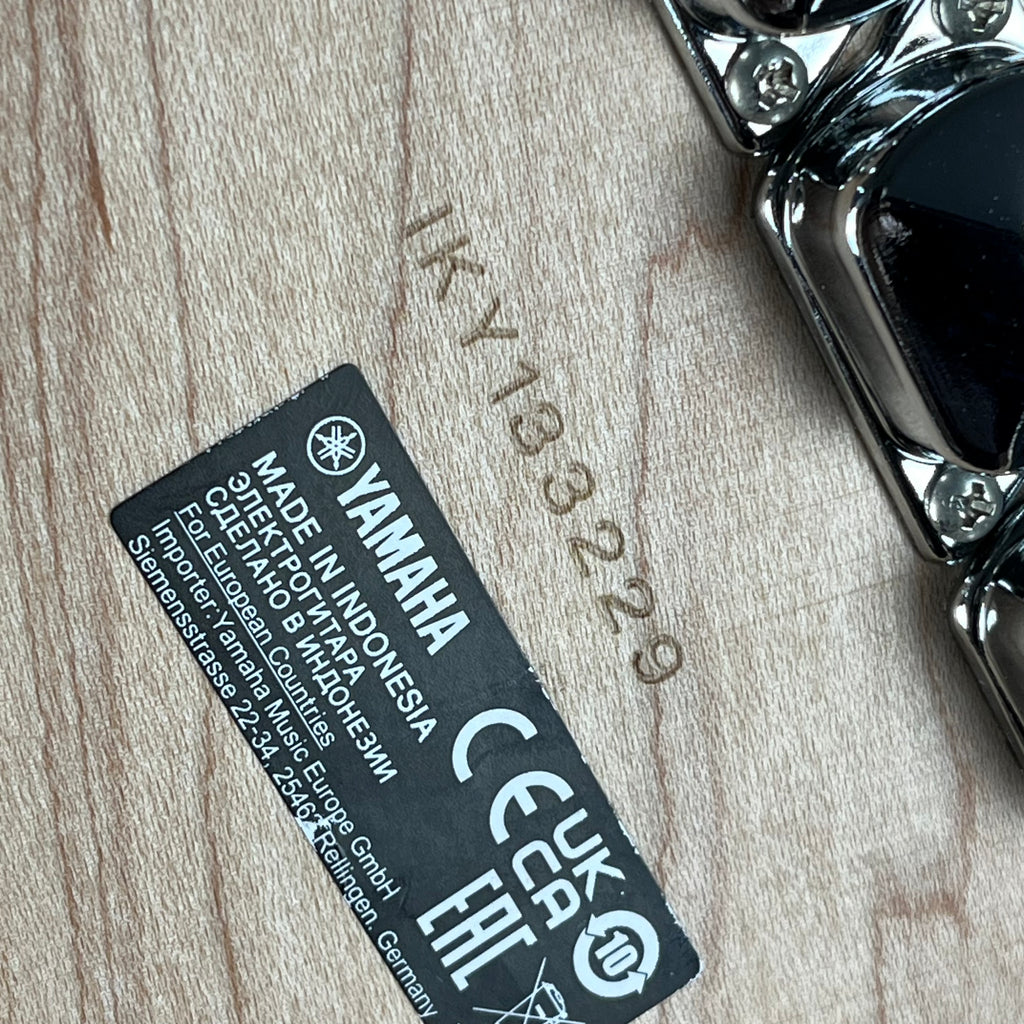 IKY133229
YAMAHA
MADE IN INDONESIA
ЭЛЕКТРОГИТАРА
СДЕЛАНО В ИНДОНЕЗИИ
For European Countries
Importer:Yamaha Music Europe GmbH
Siemensstrasse 22-34, 25462 Rellingen. Germany
CE
UK
CA
EAC
10